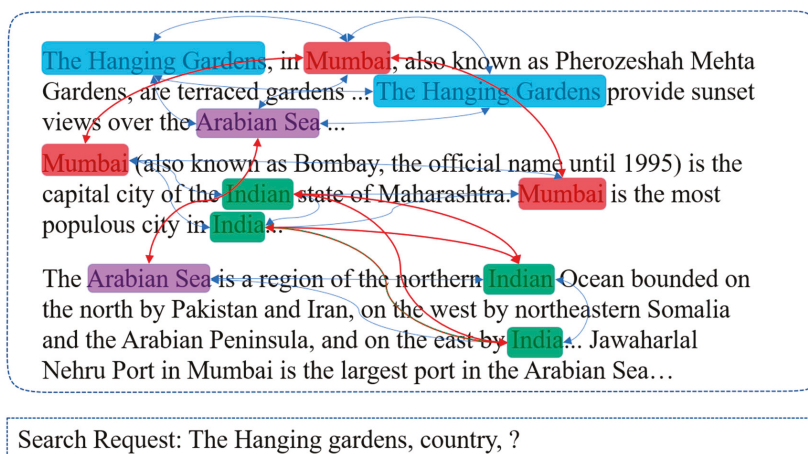 The Hanging Gardens, in Mumbai, also known as Pherozeshah Mehta
Gardens, are terraced gardens ... The Hanging Gardens provide sunset
views over the Arabian Sea ...
Mumbai (also known as Bombay, the official name until 1995) is the
capital city of the Indian state of Maharashtra. Mumbai is the most
populous city in India...
The Arabian Sea is a region of the northern Indian Ocean bounded on
the north by Pakistan and Iran, on the west by northeastern Somalia
and the Arabian Peninsula, and on the east by India... Jawaharlal
Nehru Port in Mumbai is the largest port in the Arabian Sea…
Search Request: The Hanging gardens, country, ?